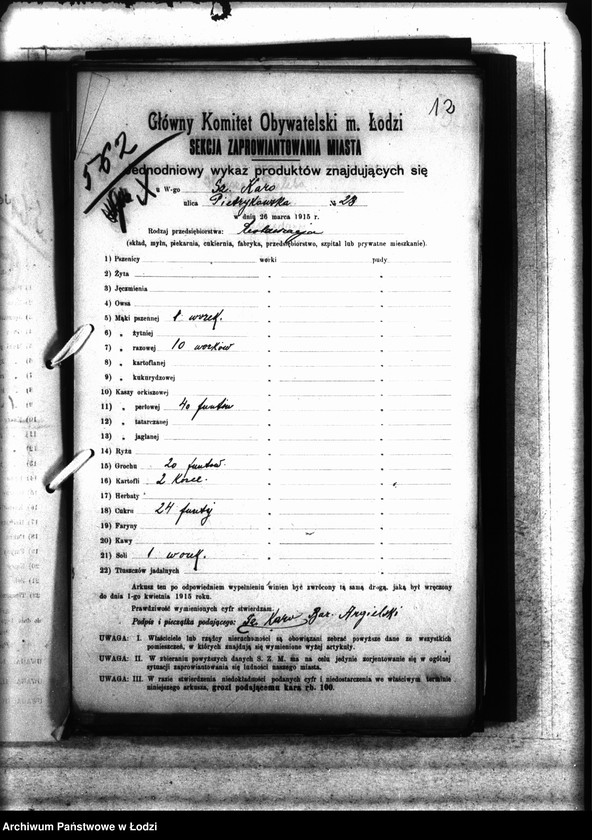 13
Główny Komitet Obywatelski m. Łodzi
SEKCJA ZAPROWIANTOWANIA MIASTA
562
Jednodniowy wykaz produktów znajdujących się
u W-go Sz. Karo
ulica Pietrykowska № 28
w dniu 26 marca 1915 r.
Rodzaj przedsiębiorstwa:
(skład, młyn, piekarnia, cukiernia, fabryka, przedsiębiorstwo, szpital lub prywatne mieszkanie).
1) Pszenicy worki pudy
2) Żyta " "
3) Jęczmienia " "
4) Owsa " "
5) Mąki pszennej 1 worek. " "
6) " żytniej " "
7) " razowej 10 worków " "
8) " kartoflanej " "
9) " kukurydzowej " "
10) Kaszy orkiszowej " "
11) " perłowej 40 funtów " "
12) " tatarczanej " "
13) " jaglanej " "
14) Ryżu " "
15) Grochu 20 funtów. " "
16) Kartofli 2 korce. " "
17) Herbaty " "
18) Cukru 24 funty " "
19) Faryny " "
20) Kawy " "
21) Soli 1 worek. " "
22) Tłuszczów jadalnych " "
Arkusz ten po odpowiedniem wypełnieniu winien być zwrócony tą samą drogą, jaką był wręczony
do dnia 1-go kwietnia 1915 roku.
Prawdziwość wymienionych cyfr stwierdzam.
Podpis i pieczątka podającego: Sz. Karo Bar. Angielski
UWAGA: I. Właściciele lub rządcy nieruchomości są obowiązani zebrać powyższe dane ze wszystkich
pomieszczeń, w których znajdują się wymienione wyżej artykuły.
UWAGA: II. W zbieraniu powyższych danych S. Z. M. ma na celu jedynie zorjentowanie się w ogólnej
sytuacji zaprowiantowania się ludności naszego miasta.
UWAGA: III. W razie stwierdzenia niedokładności podanych cyfr i niedostarczenia we właściwym terminie
niniejszego arkusza, grozi podającemu kara rb. 100.
Archiwum Państwowe w Łodzi